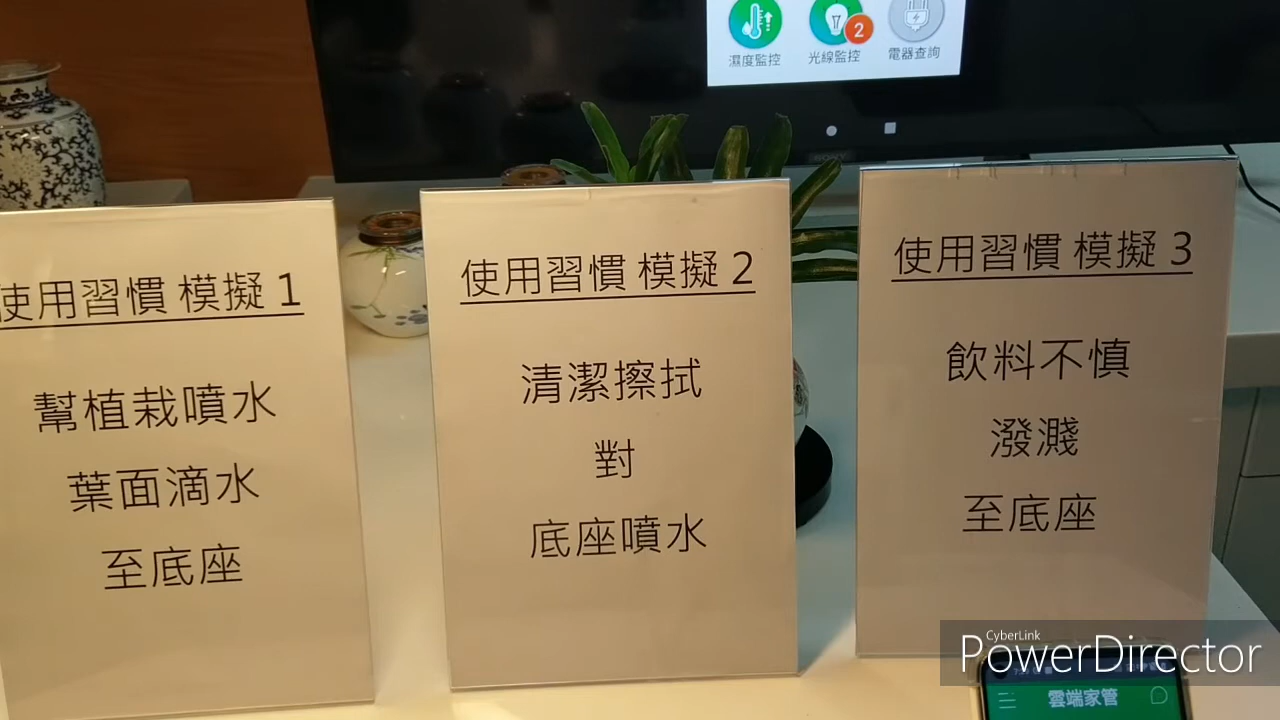 2
濕度監控
光線監控
電器查詢
使用習慣 模擬 1
幫植栽噴水
葉面滴水
至底座
使用習慣 模擬 2
清潔擦拭
對
底座噴水
使用習慣 模擬 3
飲料不慎
潑濺
至底座
CyberLink
PowerDirector
雲端家管